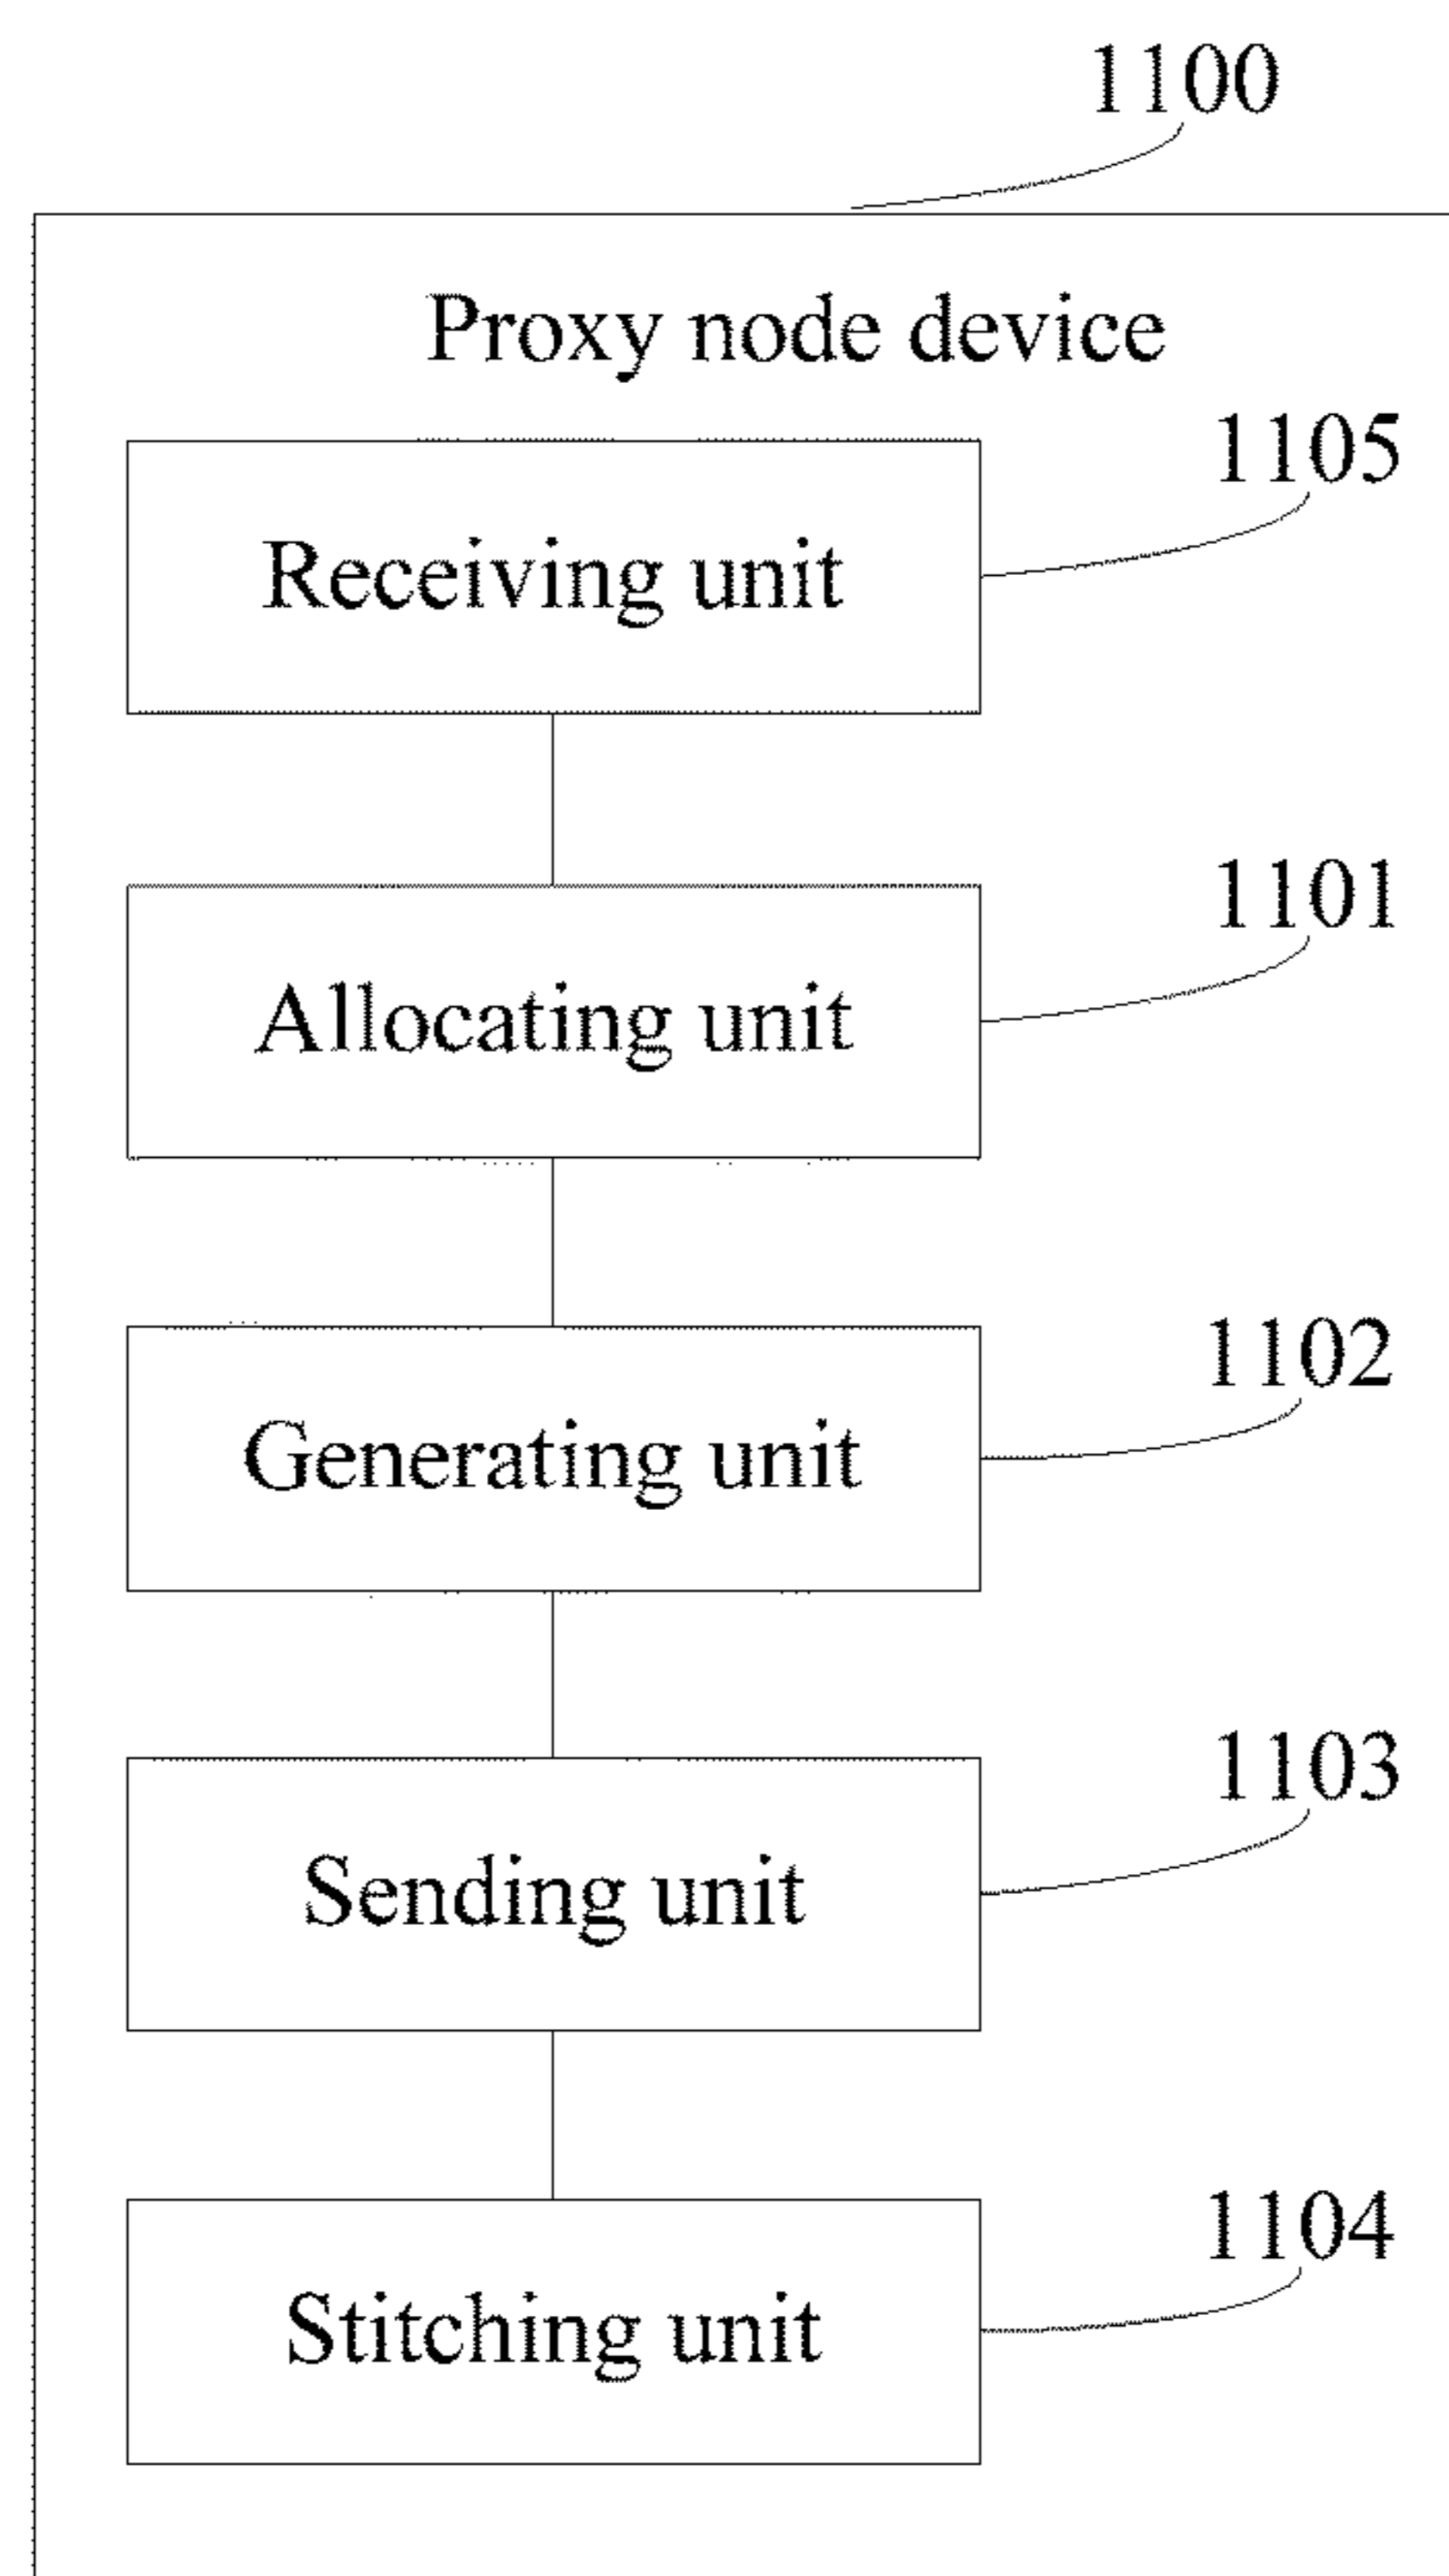 1100
Proxy node device
1105
Receiving unit
1101
Allocating unit
1102
Generating unit
1103
Sending unit
1104
Stitching unit